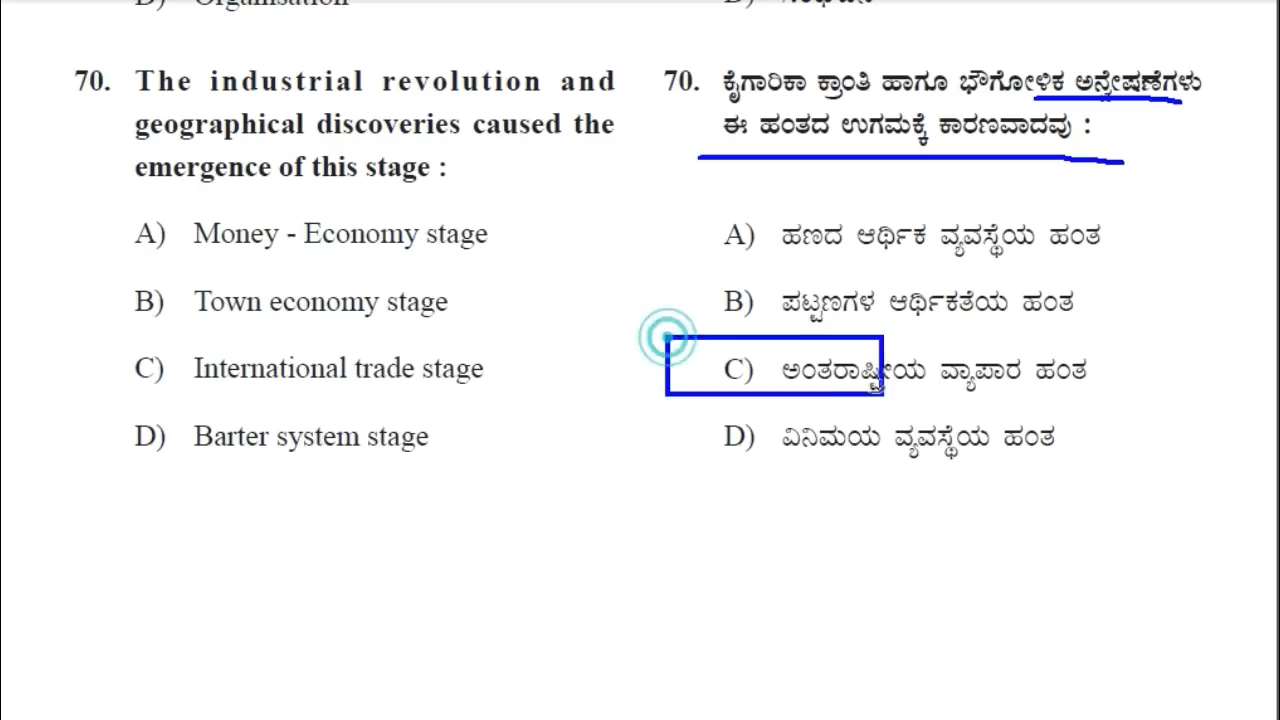 70. The industrial revolution and
geographical discoveries caused the
emergence of this stage :
A) Money - Economy stage
B) Town economy stage
C) International trade stage
D) Barter system stage
70. ಕೈಗಾರಿಕಾ ಕ್ರಾಂತಿ ಹಾಗೂ ಭೌಗೋಳಿಕ ಅನ್ವೇಷಣೆಗಳು
ಈ ಹಂತದ ಉಗಮಕ್ಕೆ ಕಾರಣವಾದವು :
A) ಹಣದ ಆರ್ಥಿಕ ವ್ಯವಸ್ಥೆಯ ಹಂತ
B) ಪಟ್ಟಣಗಳ ಆರ್ಥಿಕತೆಯ ಹಂತ
C) ಅಂತರಾಷ್ಟ್ರೀಯ ವ್ಯಾಪಾರ ಹಂತ
D) ವಿನಿಮಯ ವ್ಯವಸ್ಥೆಯ ಹಂತ